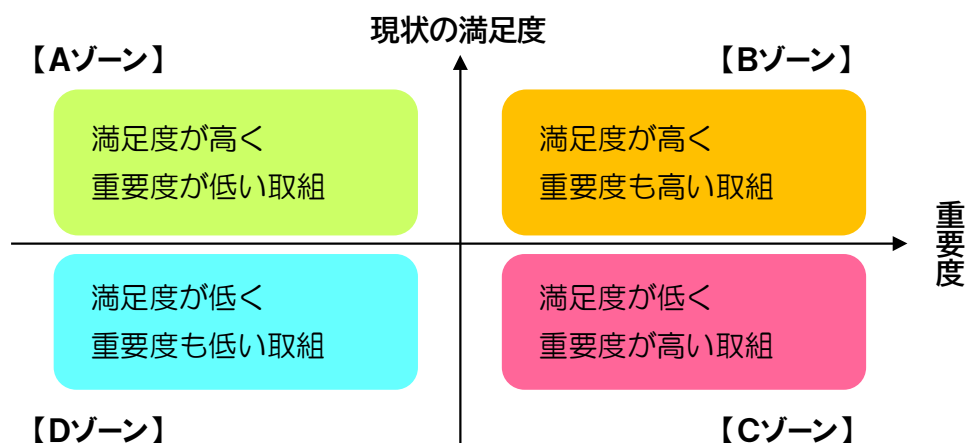 現状の満足度
【Aゾーン】
【Bゾーン】
満足度が高く
重要度が低い取組
満足度が高く
重要度も高い取組
重要度
満足度が低く
重要度も低い取組
満足度が低く
重要度が高い取組
【Dゾーン】
【Cゾーン】